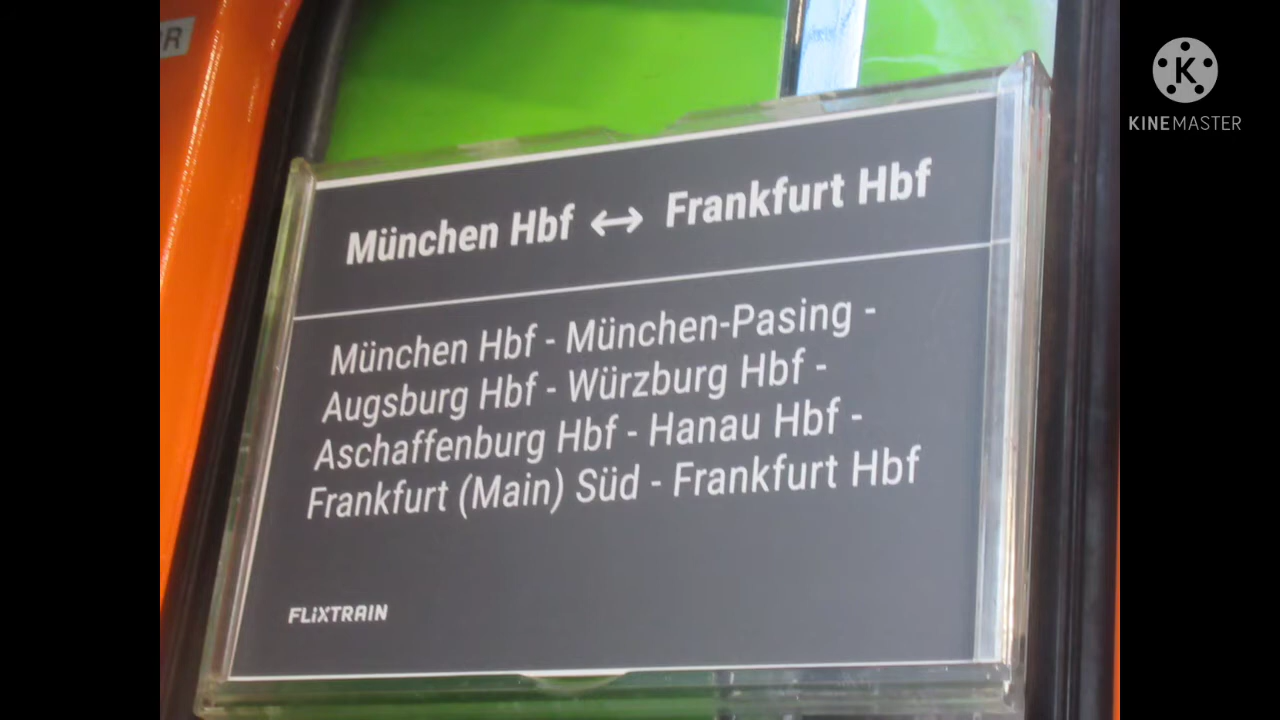 R
KINEMASTER
München Hbf ↔ Frankfurt Hbf
München Hbf - München-Pasing -
Augsburg Hbf - Würzburg Hbf -
Aschaffenburg Hbf - Hanau Hbf -
Frankfurt (Main) Süd - Frankfurt Hbf
FLiXTRAIN